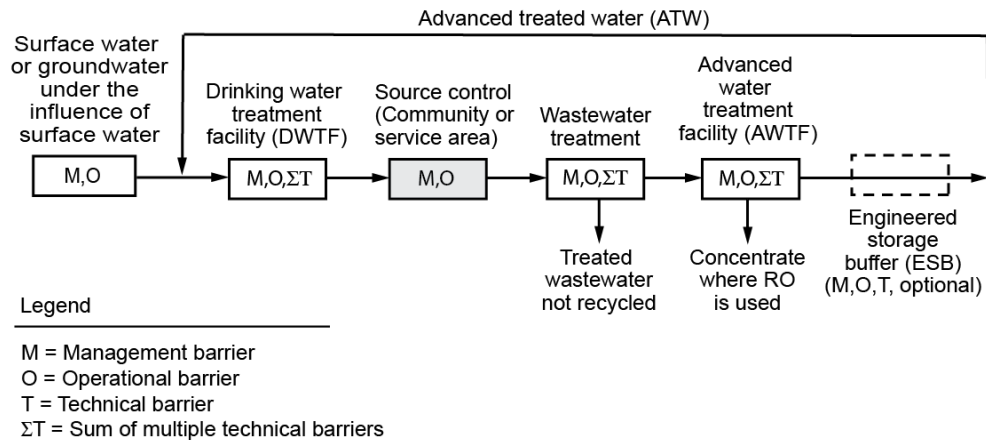 Advanced treated water (ATW)
Surface water
or groundwater
under the
influence of
surface water
M,O
Drinking water
treatment
facility (DWTF)
M,O,ΣT
Source control
(Community or
service area)
M,O
Wastewater
treatment
M,O,ΣT
Treated
wastewater
not recycled
Advanced
water
treatment
facility (AWTF)
M,O,ΣT
Concentrate
where RO
is used
Engineered
storage
buffer (ESB)
(M,O,T, optional)
Legend
M = Management barrier
O = Operational barrier
T = Technical barrier
ΣT = Sum of multiple technical barriers